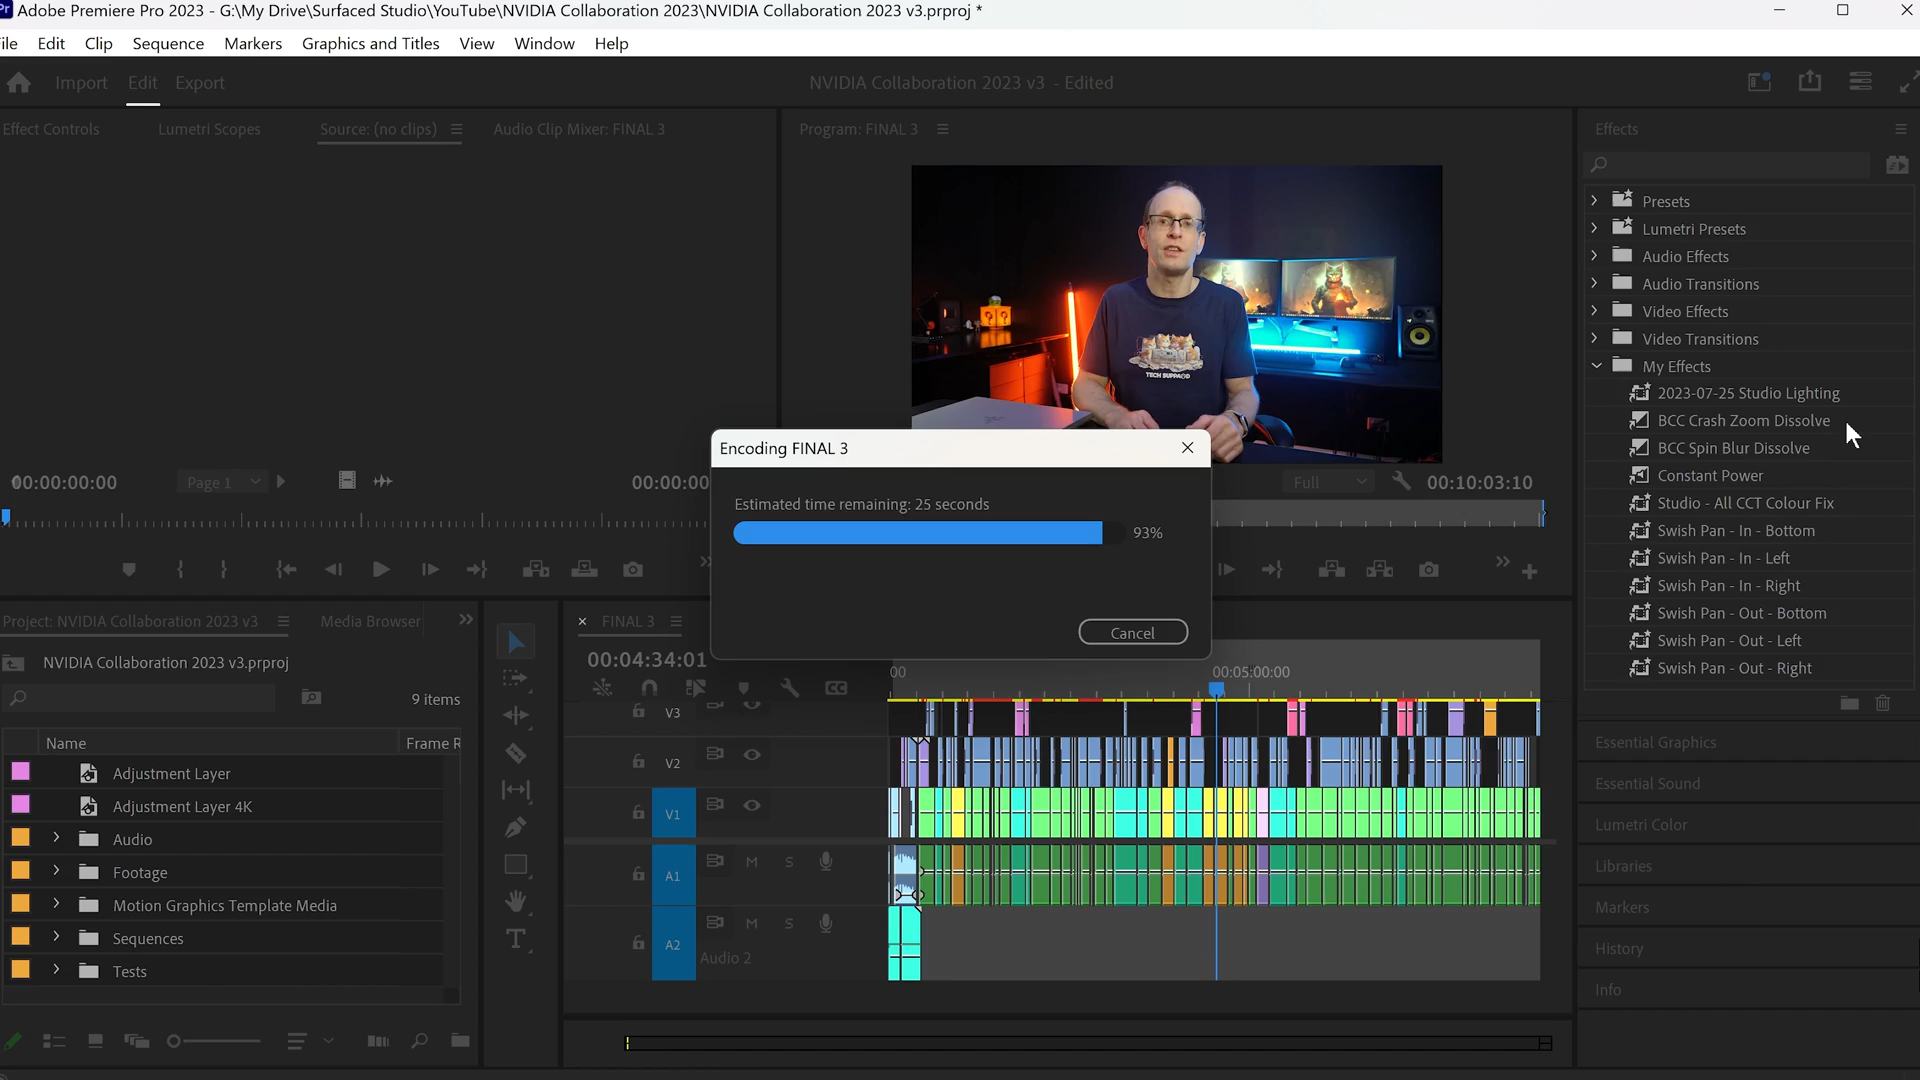 Adobe Premiere Pro 2023 - G:\My Drive\Surfaced Studio\YouTube\NVIDIA Collaboration 2023\NVIDIA Collaboration 2023 v3.prproj *
ile Edit Clip Sequence Markers Graphics and Titles View Window Help
Import Edit Export
NVIDIA Collaboration 2023 v3 - Edited
Effect Controls Lumetri Scopes Source: (no clips) Audio Clip Mixer: FINAL 3
Program: FINAL 3
Effects
Presets
Lumetri Presets
Audio Effects
Audio Transitions
Video Effects
Video Transitions
My Effects
2023-07-25 Studio Lighting
BCC Crash Zoom Dissolve
BCC Spin Blur Dissolve
Constant Power
Studio - All CCT Colour Fix
Swish Pan - In - Bottom
Swish Pan - In - Left
Swish Pan - In - Right
Swish Pan - Out - Bottom
Swish Pan - Out - Left
Swish Pan - Out - Right
TECH SUPPAWD
00:00:00:00 Page 1 00:00:00
Full 00:10:03:10
Encoding FINAL 3
Estimated time remaining: 25 seconds
93%
Cancel
Project: NVIDIA Collaboration 2023 v3 Media Browser
NVIDIA Collaboration 2023 v3.prproj
9 items
Name Frame R
Adjustment Layer
Adjustment Layer 4K
Audio
Footage
Motion Graphics Template Media
Sequences
Tests
FINAL 3
00:04:34:01
00 00:05:00:00
CC
V3
V2
V1
A1 M S
A2 M S
Audio 2
Essential Graphics
Essential Sound
Lumetri Color
Libraries
Markers
History
Info